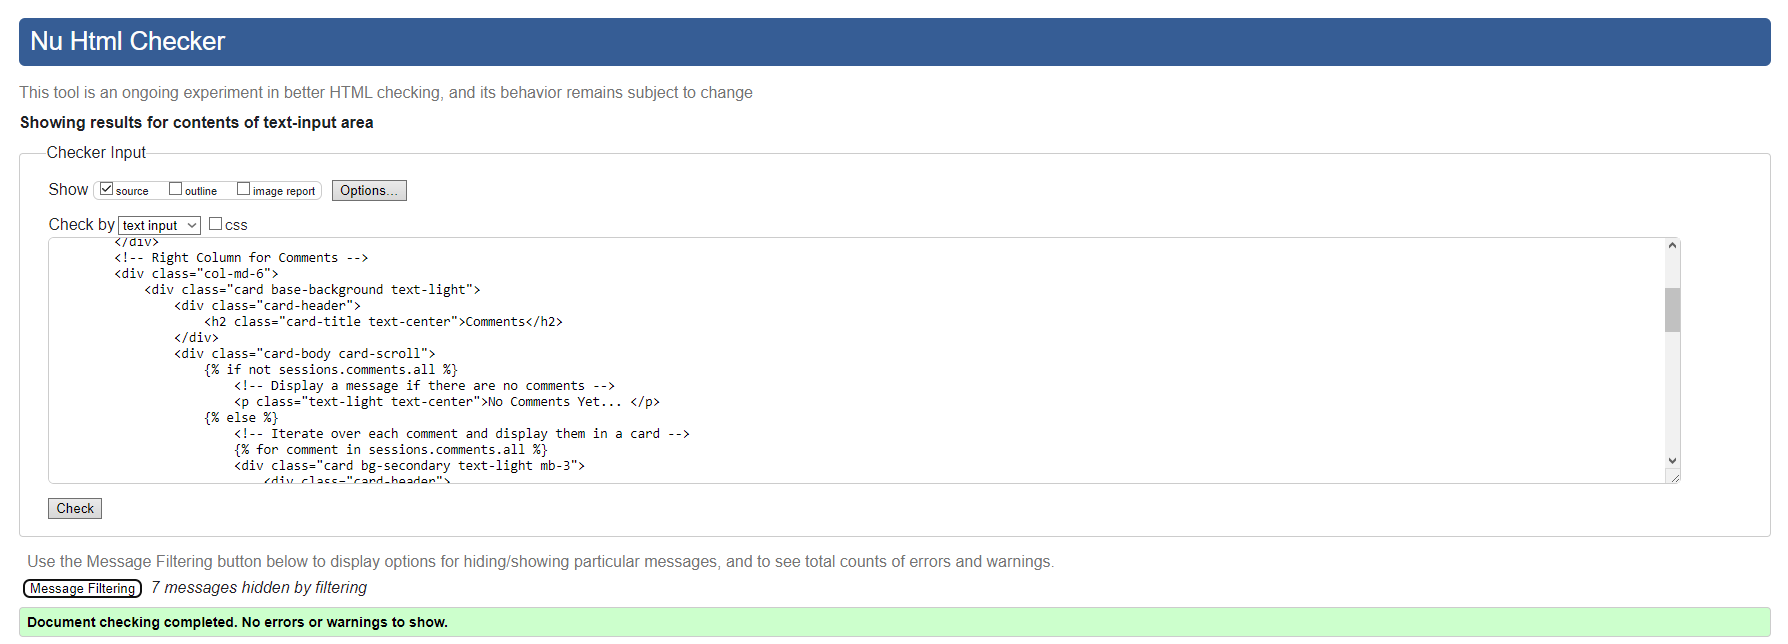 Nu Html Checker
This tool is an ongoing experiment in better HTML checking, and its behavior remains subject to change
Showing results for contents of text-input area
Checker Input
Show source outline image report Options...
Check by text input css
</div>
<!-- Right Column for Comments -->
<div class="col-md-6">
<div class="card base-background text-light">
<div class="card-header">
<h2 class="card-title text-center">Comments</h2>
</div>
<div class="card-body card-scroll">
{% if not sessions.comments.all %}
<!-- Display a message if there are no comments -->
<p class="text-light text-center">No Comments Yet... </p>
{% else %}
<!-- Iterate over each comment and display them in a card -->
{% for comment in sessions.comments.all %}
<div class="card bg-secondary text-light mb-3">
<div class="card-header">
Check
Use the Message Filtering button below to display options for hiding/showing particular messages, and to see total counts of errors and warnings.
Message Filtering 7 messages hidden by filtering
Document checking completed. No errors or warnings to show.